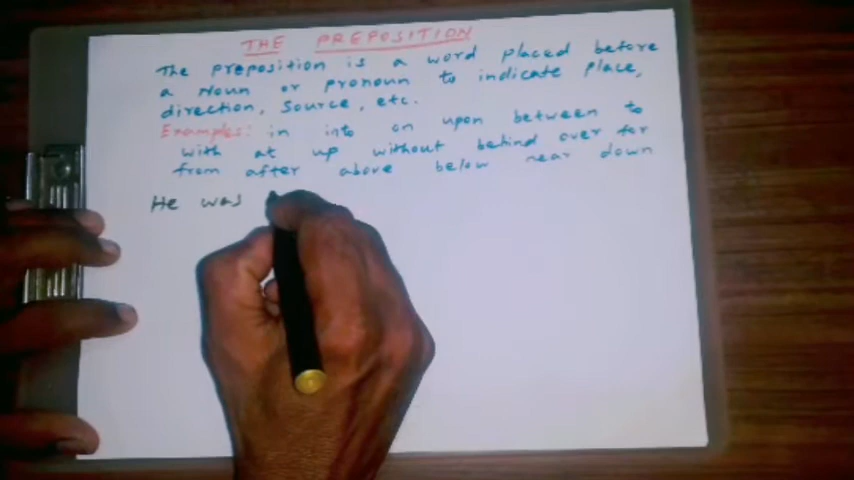 THE PREPOSITION
The preposition is a word placed before
a Noun or pronoun to indicate place,
direction, source, etc.
Examples: in into on upon between to
with at up without behind over for
from after above below near down
He was